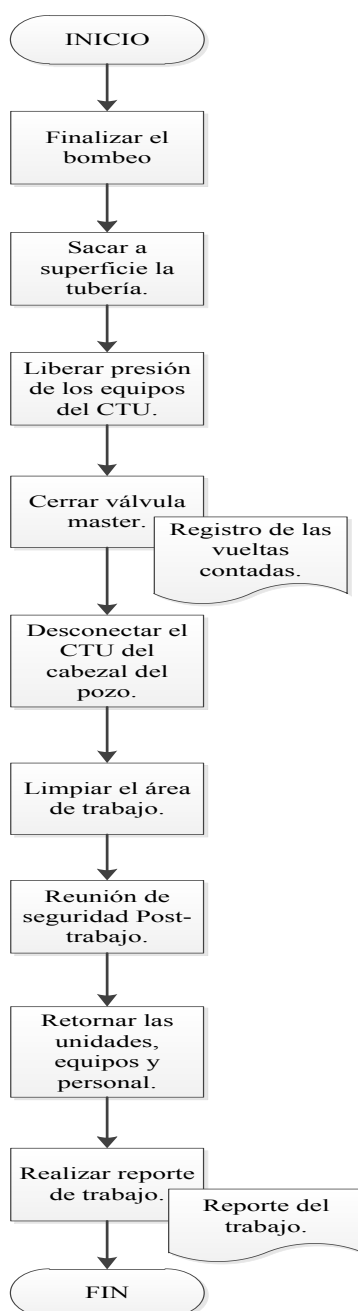 INICIO
Finalizar el
bombeo
Sacar a
superficie la
tubería.
Liberar presión
de los equipos
del CTU.
Cerrar válvula
master.
Registro de las
vueltas
contadas.
Desconectar el
CTU del
cabezal del
pozo.
Limpiar el área
de trabajo.
Reunión de
seguridad Post-
trabajo.
Retornar las
unidades,
equipos y
personal.
Realizar reporte
de trabajo.
Reporte del
trabajo.
FIN